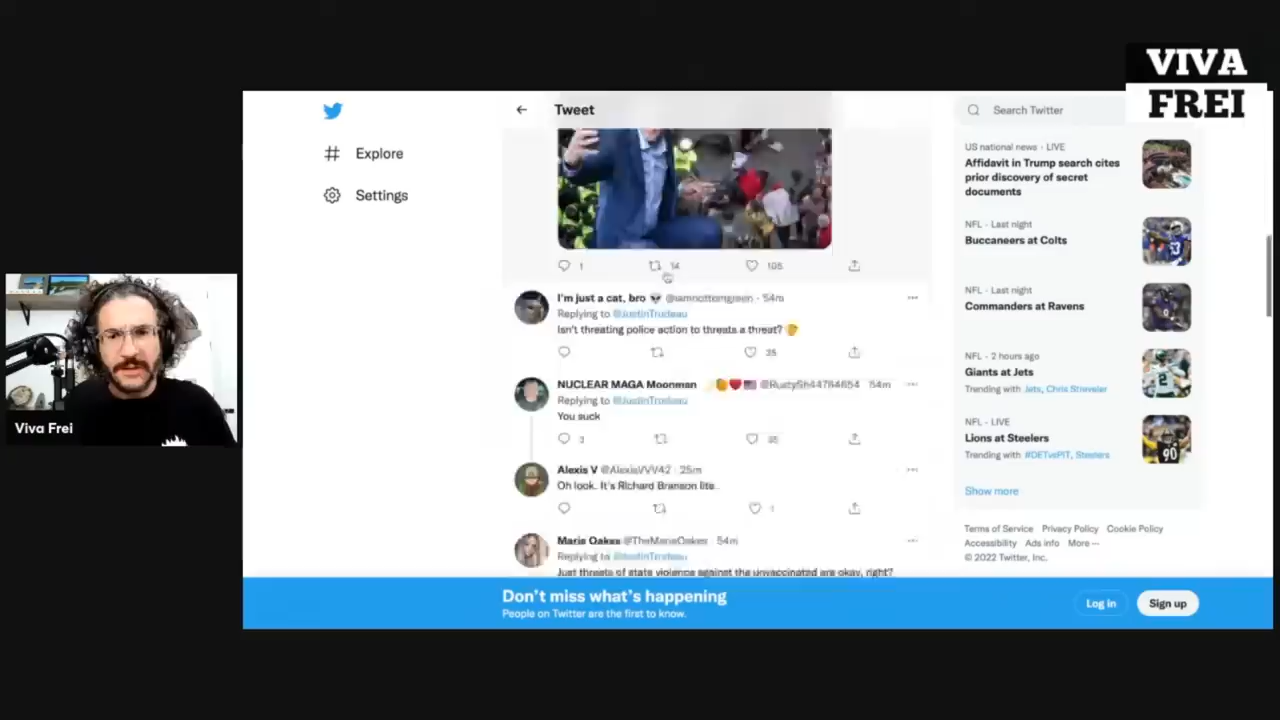 VIVA
FREI
Explore
Settings
Tweet
1
14
105
I'm just a cat, bro @iamnottomgreen · 54m
Replying to @JustinTrudeau
Isn't threating police action to threats a threat?
35
NUCLEAR MAGA Moonman @RustySh44764654 54m
Replying to @JustinTrudeau
You suck
3
35
Alexis V @AlexisVVV42 · 25m
Oh look. It's Richard Branson lite
1
Maria Oakes @TheMariaOakes 54m
Replying to @JustinTrudeau
Just threats of state violence against the unvaccinated are okay, right?
Search Twitter
US national news · LIVE
Affidavit in Trump search cites
prior discovery of secret
documents
NFL · Last night
Buccaneers at Colts
NFL · Last night
Commanders at Ravens
NFL · 2 hours ago
Giants at Jets
Trending with Jets, Chris Streveler
NFL · LIVE
Lions at Steelers
90
Trending with #DETvsPIT, Steelers
Show more
Terms of Service Privacy Policy Cookie Policy
Accessibility Ads info More ···
© 2022 Twitter, Inc.
Don't miss what's happening
People on Twitter are the first to know.
Log in
Sign up
Viva Frei